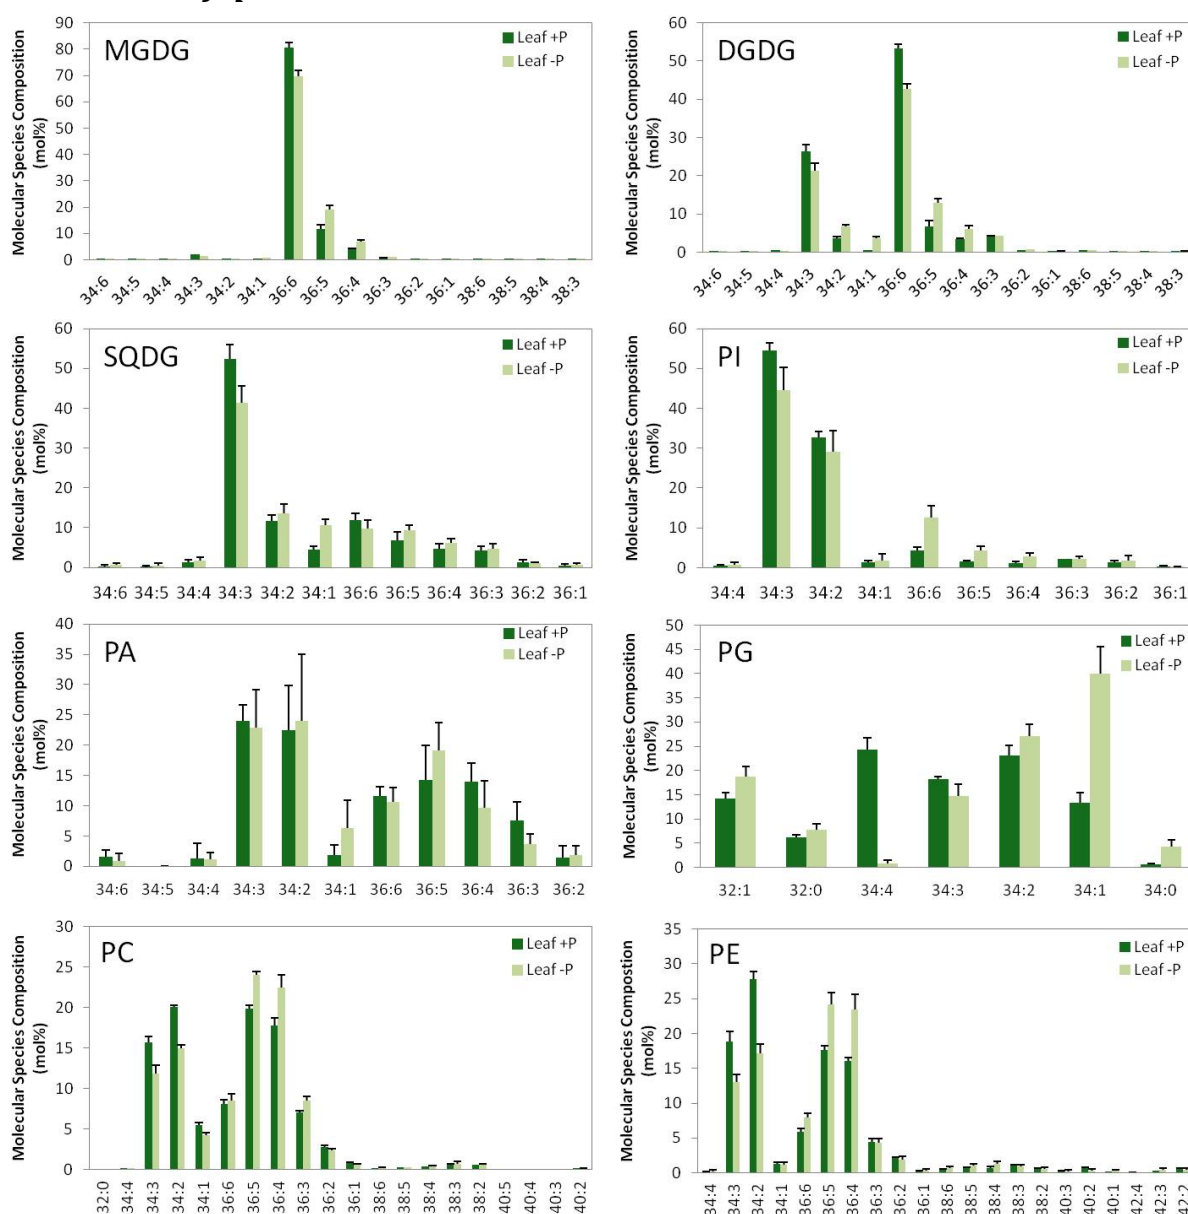 Molecular Species Composition
(mol%)
MGDG
Leaf +P
Leaf -P
90
80
70
60
50
40
30
20
10
0
34:6 34:5 34:4 34:3 34:2 34:1 36:6 36:5 36:4 36:3 36:2 36:1 38:6 38:5 38:4 38:3
Molecular Species Composition
(mol%)
DGDG
Leaf +P
Leaf -P
60
50
40
30
20
10
0
34:6 34:5 34:4 34:3 34:2 34:1 36:6 36:5 36:4 36:3 36:2 36:1 38:6 38:5 38:4 38:3
Molecular Species Composition
(mol%)
SQDG
Leaf +P
Leaf -P
60
50
40
30
20
10
0
34:6 34:5 34:4 34:3 34:2 34:1 36:6 36:5 36:4 36:3 36:2 36:1
Molecular Species Composition
(mol%)
PI
Leaf +P
Leaf -P
60
50
40
30
20
10
0
34:4 34:3 34:2 34:1 36:6 36:5 36:4 36:3 36:2 36:1
Molecular Species Composition
(mol%)
PA
Leaf +P
Leaf -P
40
35
30
25
20
15
10
5
0
34:6 34:5 34:4 34:3 34:2 34:1 36:6 36:5 36:4 36:3 36:2
Molecular Species Composition
(mol%)
PG
Leaf +P
Leaf -P
50
45
40
35
30
25
20
15
10
5
0
32:1 32:0 34:4 34:3 34:2 34:1 34:0
Molecular Species Composition
(mol%)
PC
Leaf +P
Leaf -P
30
25
20
15
10
5
0
32:0 34:4 34:3 34:2 34:1 36:6 36:5 36:4 36:3 36:2 36:1 38:6 38:5 38:4 38:3 38:2 40:5 40:4 40:3 40:2
Molecular Species Compostion
(mol%)
PE
Leaf +P
Leaf -P
35
30
25
20
15
10
5
0
34:4 34:3 34:2 34:1 36:6 36:5 36:4 36:3 36:2 36:1 38:6 38:5 38:4 38:3 38:2 40:3 40:2 40:1 42:4 42:3 42:2